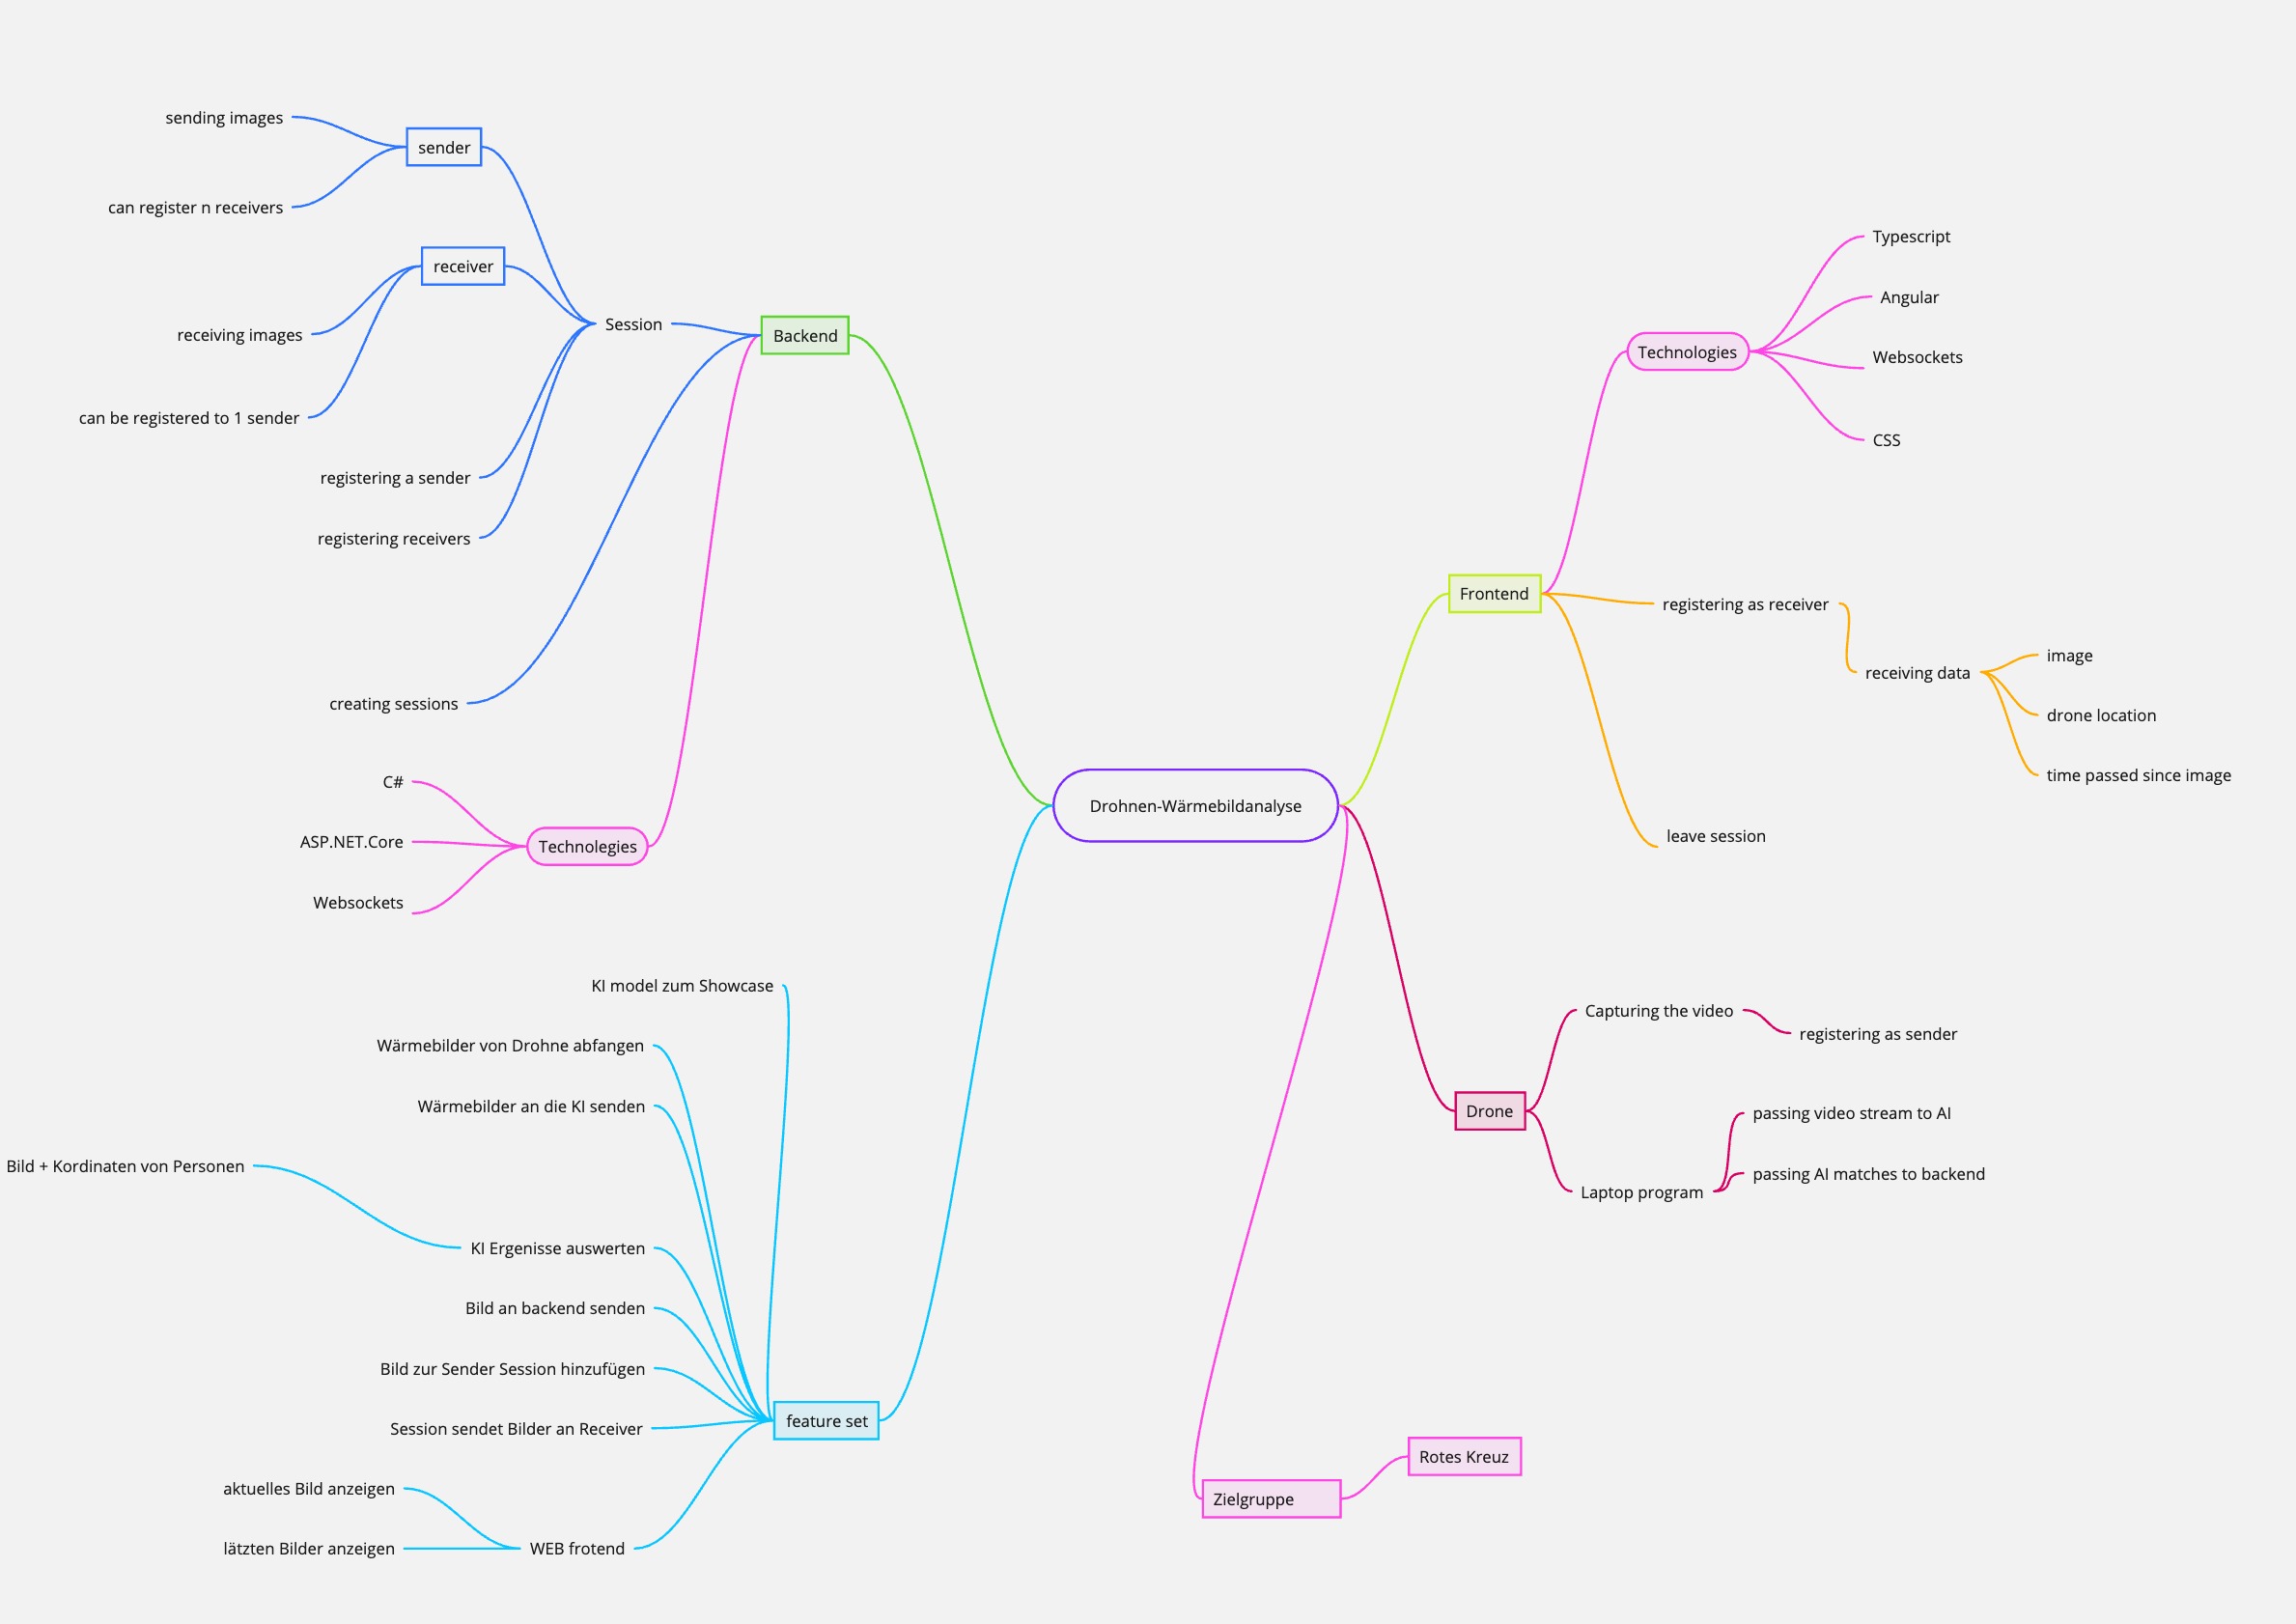 sending images
sender
can register n receivers
receiver
receiving images
can be registered to 1 sender
Session
registering a sender
registering receivers
Backend
creating sessions
C#
ASP.NET.Core
Websockets
Technolegies
Typescript
Angular
Websockets
CSS
Technologies
Frontend
registering as receiver
receiving data
image
drone location
time passed since image
leave session
Drohnen-Wärmebildanalyse
KI model zum Showcase
Wärmebilder von Drohne abfangen
Wärmebilder an die KI senden
Bild + Kordinaten von Personen
KI Ergenisse auswerten
Bild an backend senden
Bild zur Sender Session hinzufügen
Session sendet Bilder an Receiver
feature set
aktuelles Bild anzeigen
lätzten Bilder anzeigen
WEB frotend
Capturing the video
registering as sender
Drone
passing video stream to AI
passing AI matches to backend
Laptop program
Rotes Kreuz
Zielgruppe